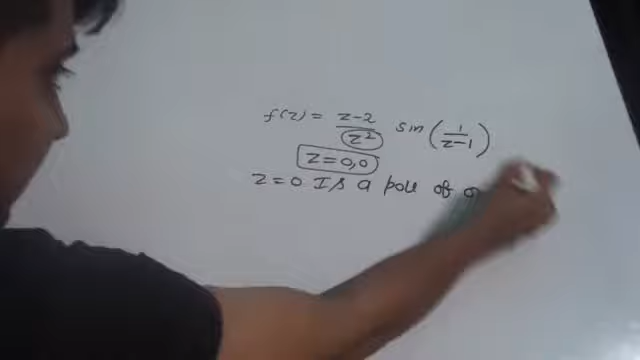 f(z) = z-2 / z² sin(1/z-1)
z=0,0
z=0 Is a pole of o